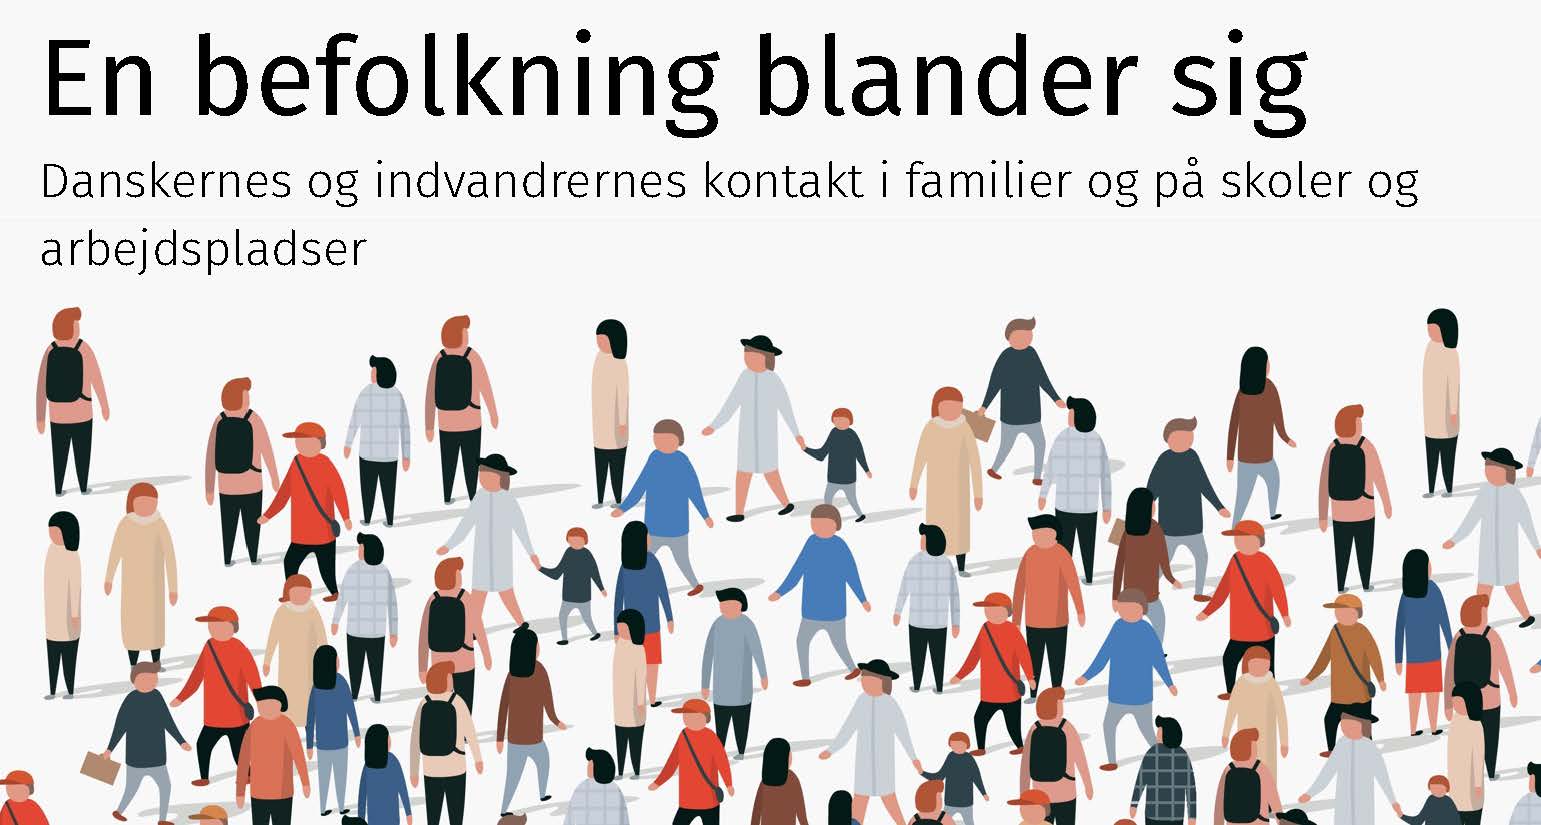 En befolkning blander sig
Danskernes og indvandrernes kontakt i familier og på skoler og
arbejdspladser